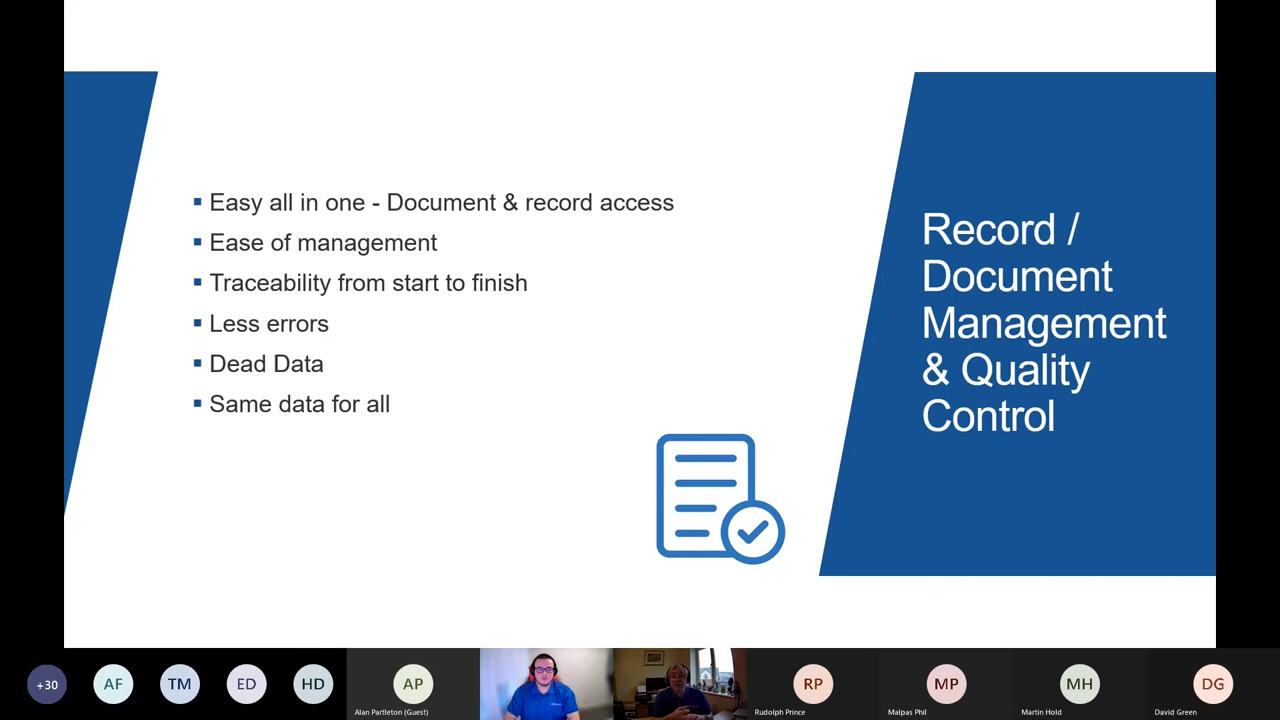 Easy all in one - Document & record access
Ease of management
Traceability from start to finish
Less errors
Dead Data
Same data for all
Record /
Document
Management
& Quality
Control
+30
AF
TM
ED
HD
AP
Alan Partleton (Guest)
RP
Rudolph Prince
MP
Malpas Phil
MH
Martin Hold
DG
David Green